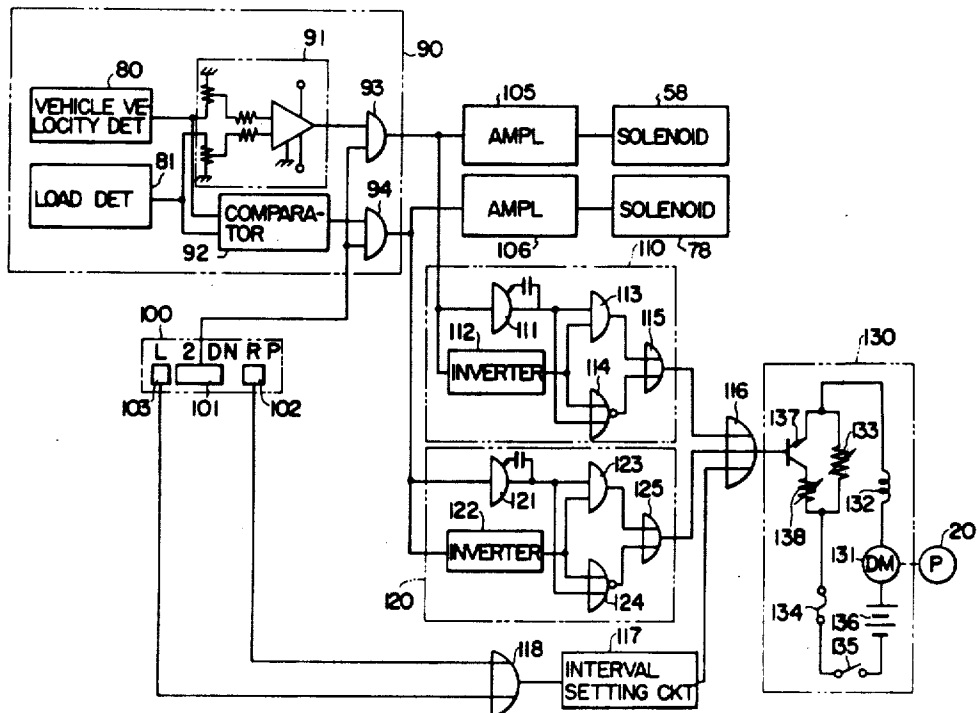 91
90
80
93
105
58
VEHICLE VE-
LOCITY DET
AMPL
SOLENOID
81
94
LOAD DET
COMPARA-
TOR
AMPL
SOLENOID
92
106
78
110
113
100
111
115
130
L 2 D N R P
112
114
INVERTER
116
137
133
103
101
102
123
132
121
125
138
20
122
131
DM
P
INVERTER
134
136
120
124
135
117
118
INTERVAL
SETTING CKT